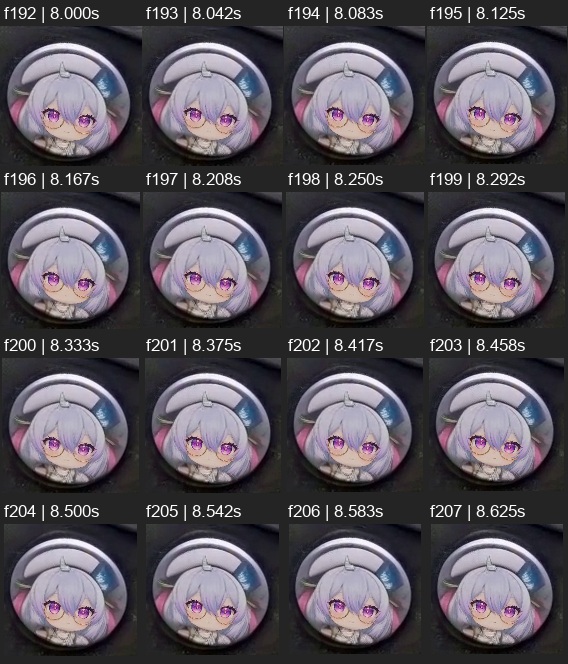 f192 | 8.000s
f193 | 8.042s
f194 | 8.083s
f195 | 8.125s
f196 | 8.167s
f197 | 8.208s
f198 | 8.250s
f199 | 8.292s
f200 | 8.333s
f201 | 8.375s
f202 | 8.417s
f203 | 8.458s
f204 | 8.500s
f205 | 8.542s
f206 | 8.583s
f207 | 8.625s